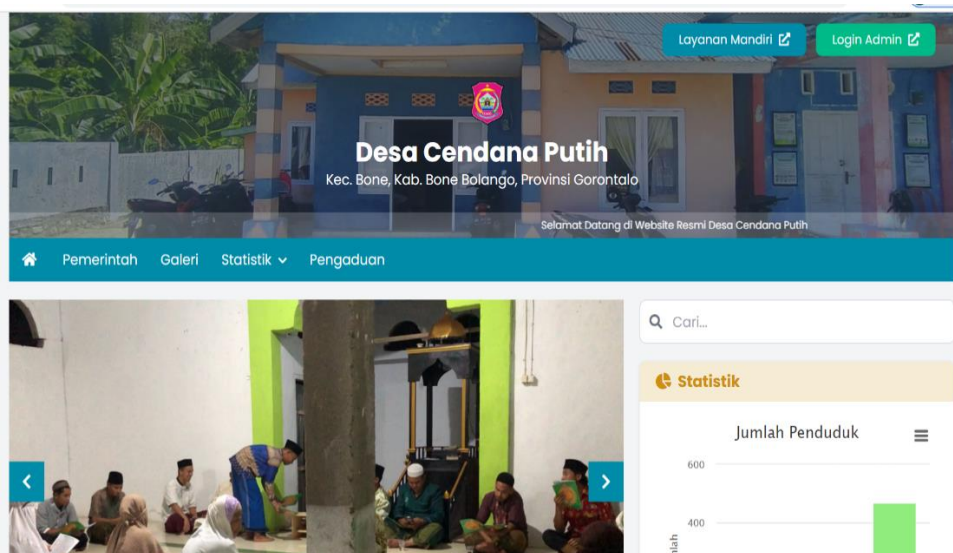 Layanan Mandiri
Login Admin
Desa Cendana Putih
Kec. Bone, Kab. Bone Bolango, Provinsi Gorontalo
Selamat Datang di Website Resmi Desa Cendana Putih
Pemerintah Galeri Statistik Pengaduan
Cari...
Statistik
Jumlah Penduduk
600
400